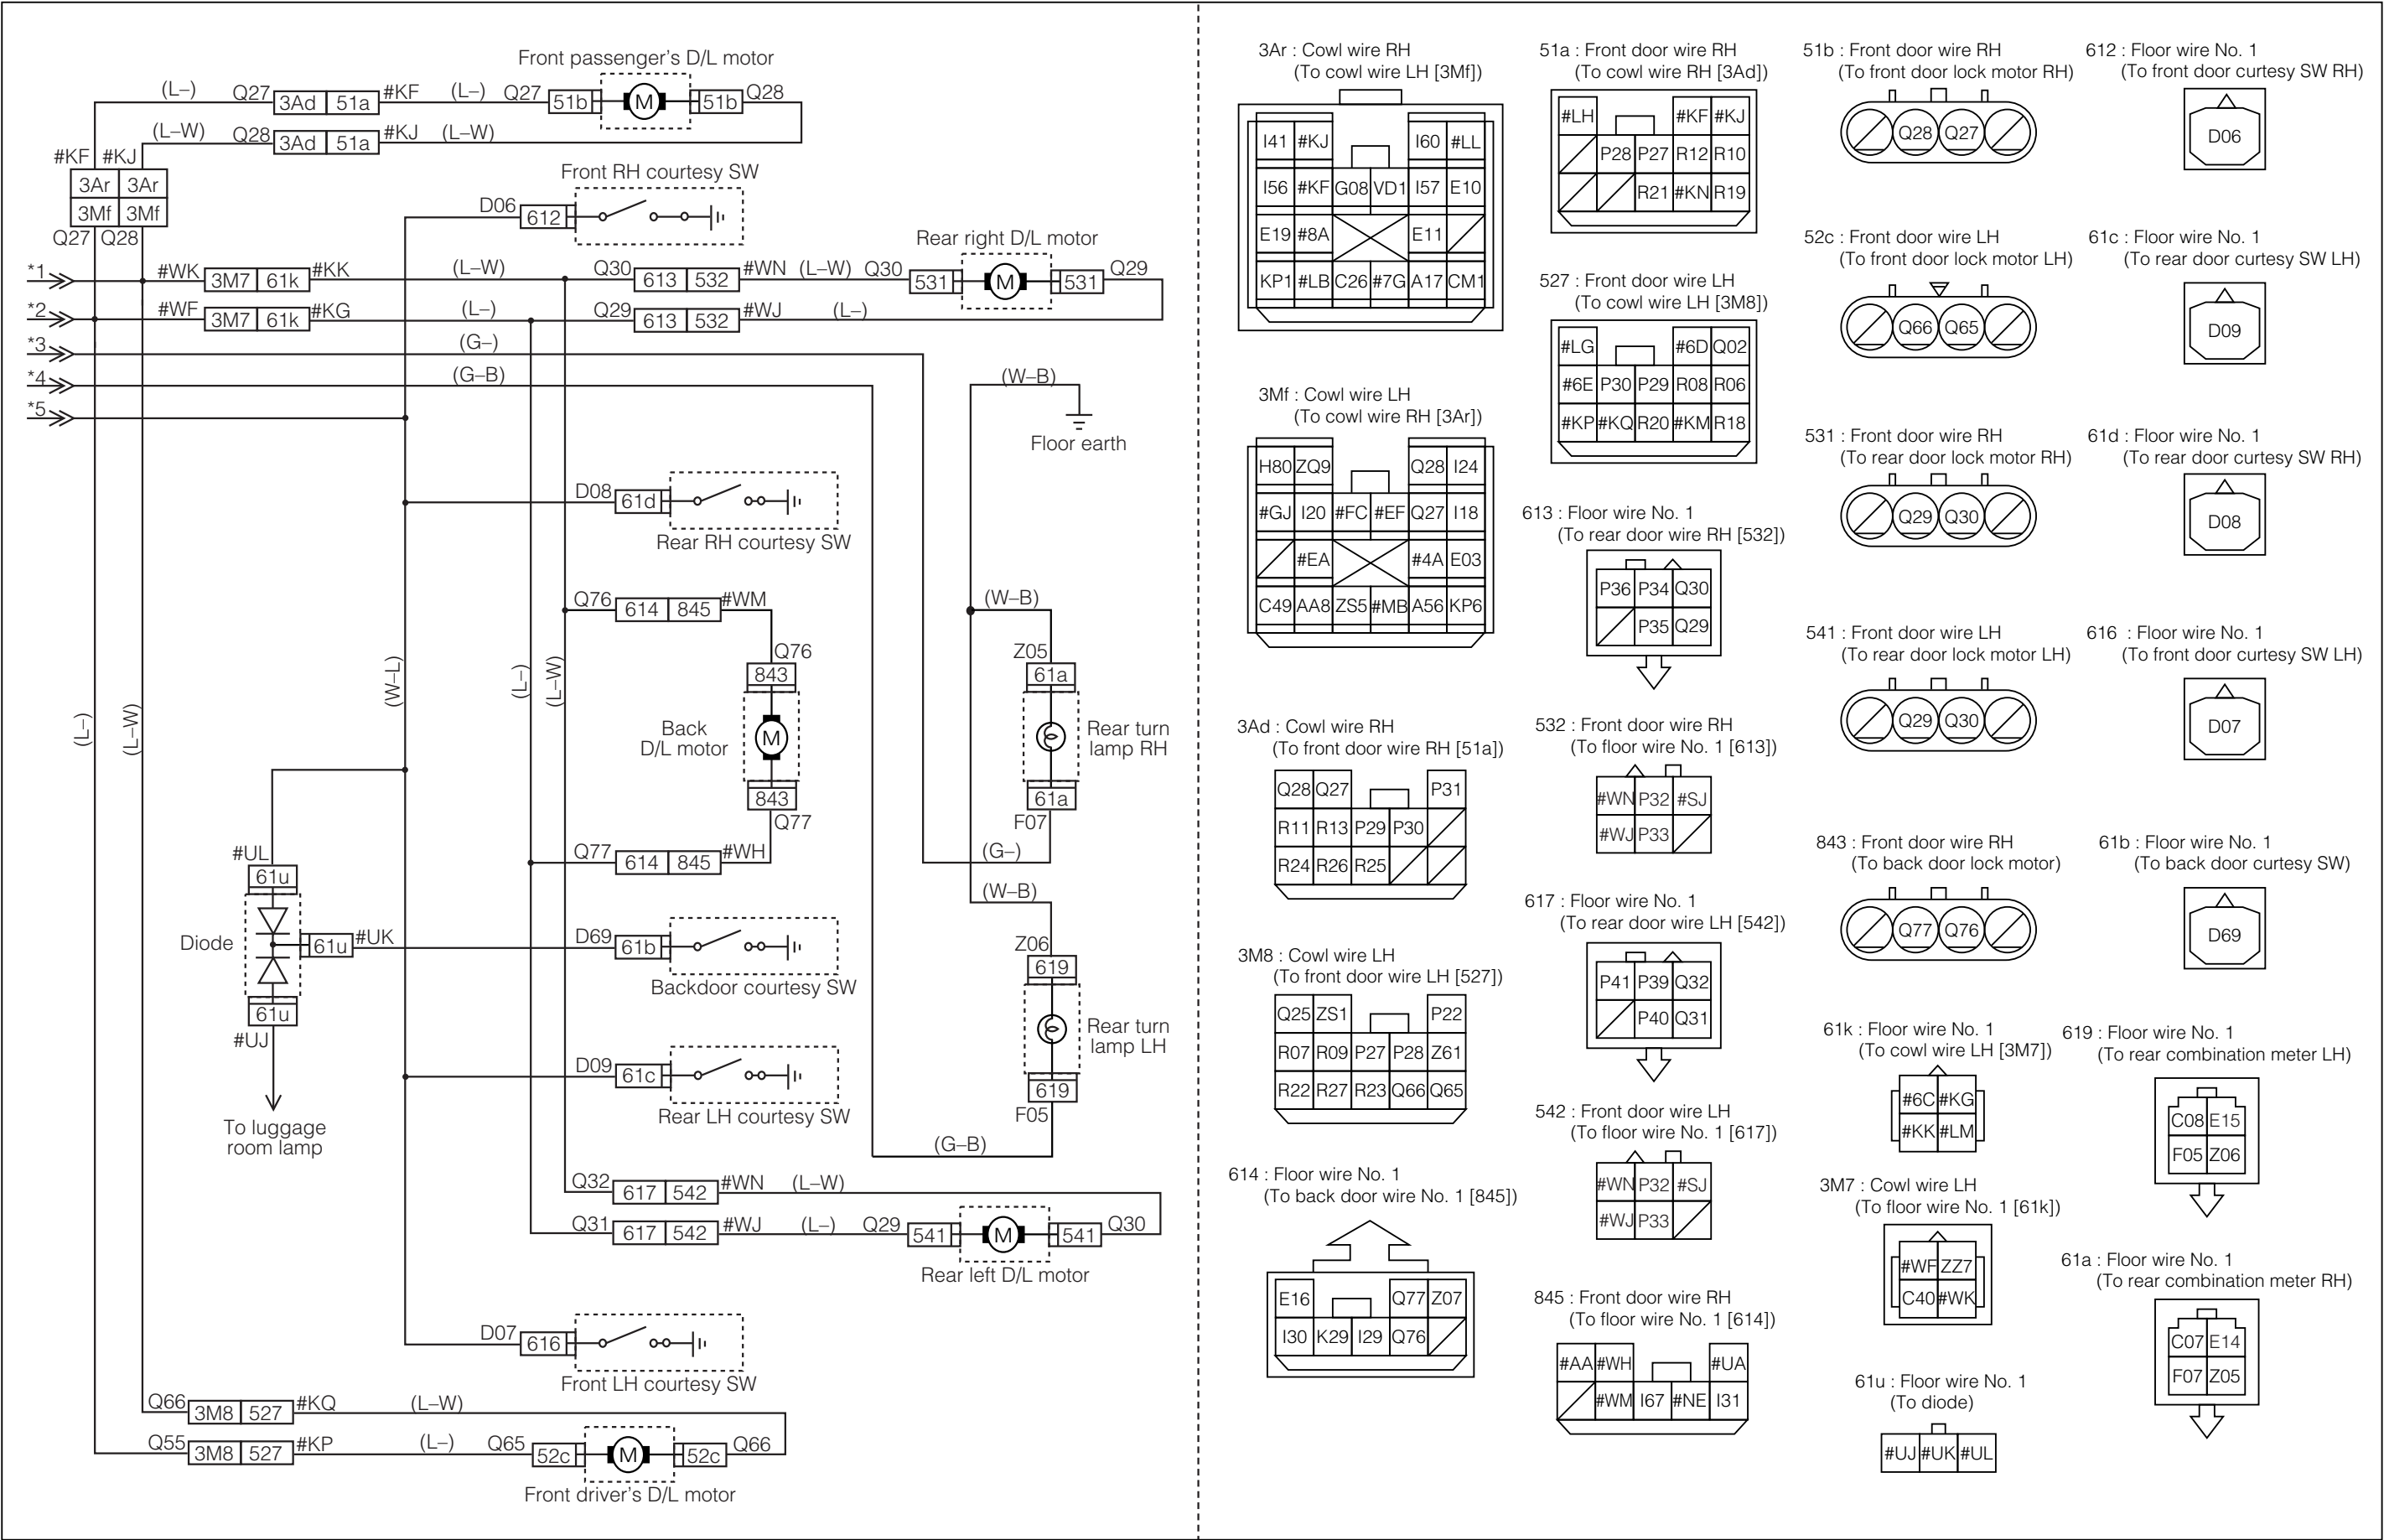 Front passenger's D/L motor
(L–) Q27 3Ad 51a #KF (L–) Q27 51b M 51b Q28
(L–W) Q28 3Ad 51a #KJ (L–W)
#KF #KJ
3Ar 3Ar
3Mf 3Mf
Q27 Q28
Front RH courtesy SW
D06 612
Rear right D/L motor
*1 #WK 3M7 61k #KK (L–W) Q30 613 532 #WN (L–W) Q30 531 M 531 Q29
*2 #WF 3M7 61k #KG (L–) Q29 613 532 #WJ (L–)
*3 (G–)
*4 (G–B)
*5
(W–B)
Floor earth
D08 61d
Rear RH courtesy SW
Q76 614 845 #WM
(W–B)
(L–)
(L–W)
(W–L)
(L–)
(L–W)
Q76
843
Back
D/L motor
M
843
Q77
Z05
61a
Rear turn
lamp RH
61a
F07
(G–)
Q77 614 845 #WH
#UL
61u
Diode
61u #UK
61u
#UJ
To luggage
room lamp
D69 61b
Backdoor courtesy SW
(W–B)
Z06
619
Rear turn
lamp LH
619
F05
(G–B)
D09 61c
Rear LH courtesy SW
Q32 617 542 #WN (L–W)
Q31 617 542 #WJ (L–) Q29 541 M 541 Q30
Rear left D/L motor
D07 616
Front LH courtesy SW
Q66 3M8 527 #KQ (L–W)
Q55 3M8 527 #KP (L–) Q65 52c M 52c Q66
Front driver's D/L motor
3Ar : Cowl wire RH
(To cowl wire LH [3Mf])
I41 #KJ I60 #LL
I56 #KF G08 VD1 I57 E10
E19 #8A E11
KP1 #LB C26 #7G A17 CM1
3Mf : Cowl wire LH
(To cowl wire RH [3Ar])
H80 ZQ9 Q28 I24
#GJ I20 #FC #EF Q27 I18
#EA #4A E03
C49 AA8 ZS5 #MB A56 KP6
3Ad : Cowl wire RH
(To front door wire RH [51a])
Q28 Q27 P31
R11 R13 P29 P30
R24 R26 R25
3M8 : Cowl wire LH
(To front door wire LH [527])
Q25 ZS1 P22
R07 R09 P27 P28 Z61
R22 R27 R23 Q66 Q65
614 : Floor wire No. 1
(To back door wire No. 1 [845])
E16 Q77 Z07
I30 K29 I29 Q76
51a : Front door wire RH
(To cowl wire RH [3Ad])
#LH #KF #KJ
P28 P27 R12 R10
R21 #KN R19
527 : Front door wire LH
(To cowl wire LH [3M8])
#LG #6D Q02
#6E P30 P29 R08 R06
#KP #KQ R20 #KM R18
613 : Floor wire No. 1
(To rear door wire RH [532])
P36 P34 Q30
P35 Q29
532 : Front door wire RH
(To floor wire No. 1 [613])
#WN P32 #SJ
#WJ P33
617 : Floor wire No. 1
(To rear door wire LH [542])
P41 P39 Q32
P40 Q31
542 : Front door wire LH
(To floor wire No. 1 [617])
#WN P32 #SJ
#WJ P33
845 : Front door wire RH
(To floor wire No. 1 [614])
#AA #WH #UA
#WM I67 #NE I31
51b : Front door wire RH
(To front door lock motor RH)
Q28 Q27
52c : Front door wire LH
(To front door lock motor LH)
Q66 Q65
531 : Front door wire RH
(To rear door lock motor RH)
Q29 Q30
541 : Front door wire LH
(To rear door lock motor LH)
Q29 Q30
843 : Front door wire RH
(To back door lock motor)
Q77 Q76
61k : Floor wire No. 1
(To cowl wire LH [3M7])
#6C #KG
#KK #LM
3M7 : Cowl wire LH
(To floor wire No. 1 [61k])
#WF ZZ7
C40 #WK
61u : Floor wire No. 1
(To diode)
#UJ #UK #UL
612 : Floor wire No. 1
(To front door curtesy SW RH)
D06
61c : Floor wire No. 1
(To rear door curtesy SW LH)
D09
61d : Floor wire No. 1
(To rear door curtesy SW RH)
D08
616 : Floor wire No. 1
(To front door curtesy SW LH)
D07
61b : Floor wire No. 1
(To back door curtesy SW)
D69
619 : Floor wire No. 1
(To rear combination meter LH)
C08 E15
F05 Z06
61a : Floor wire No. 1
(To rear combination meter RH)
C07 E14
F07 Z05